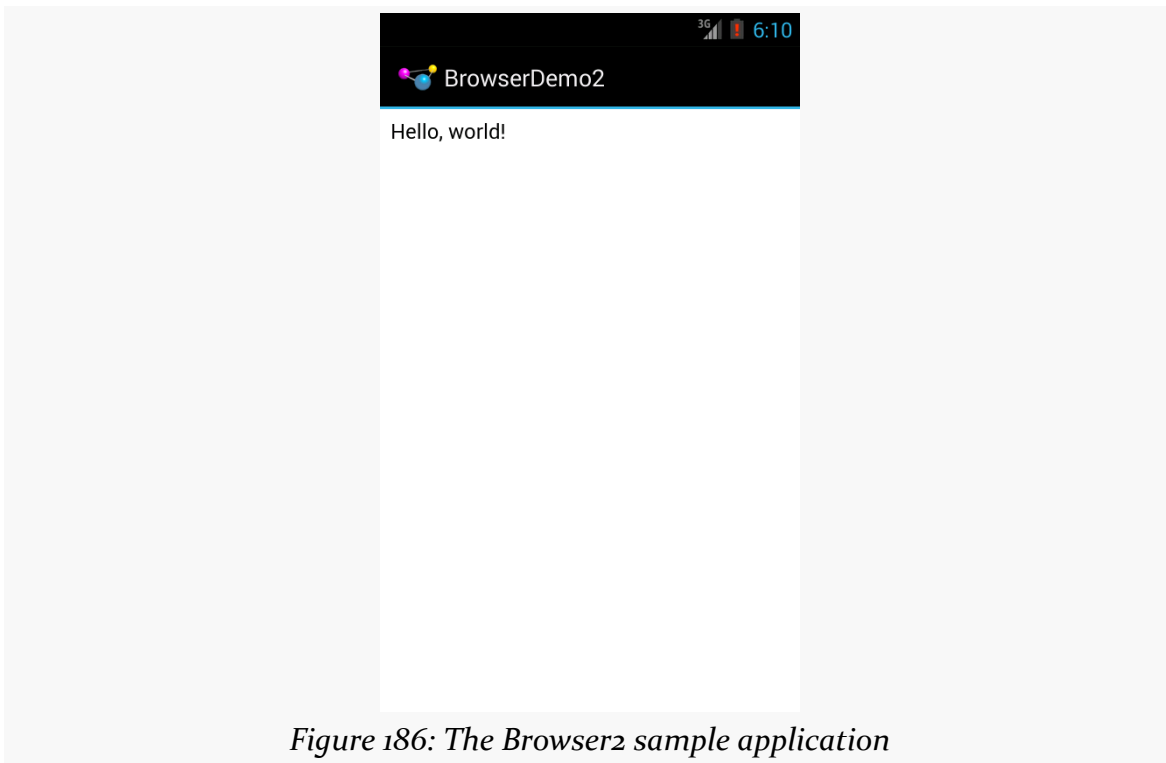 3G
6:10
BrowserDemo2
Hello, world!
Figure 186: The Browser2 sample application